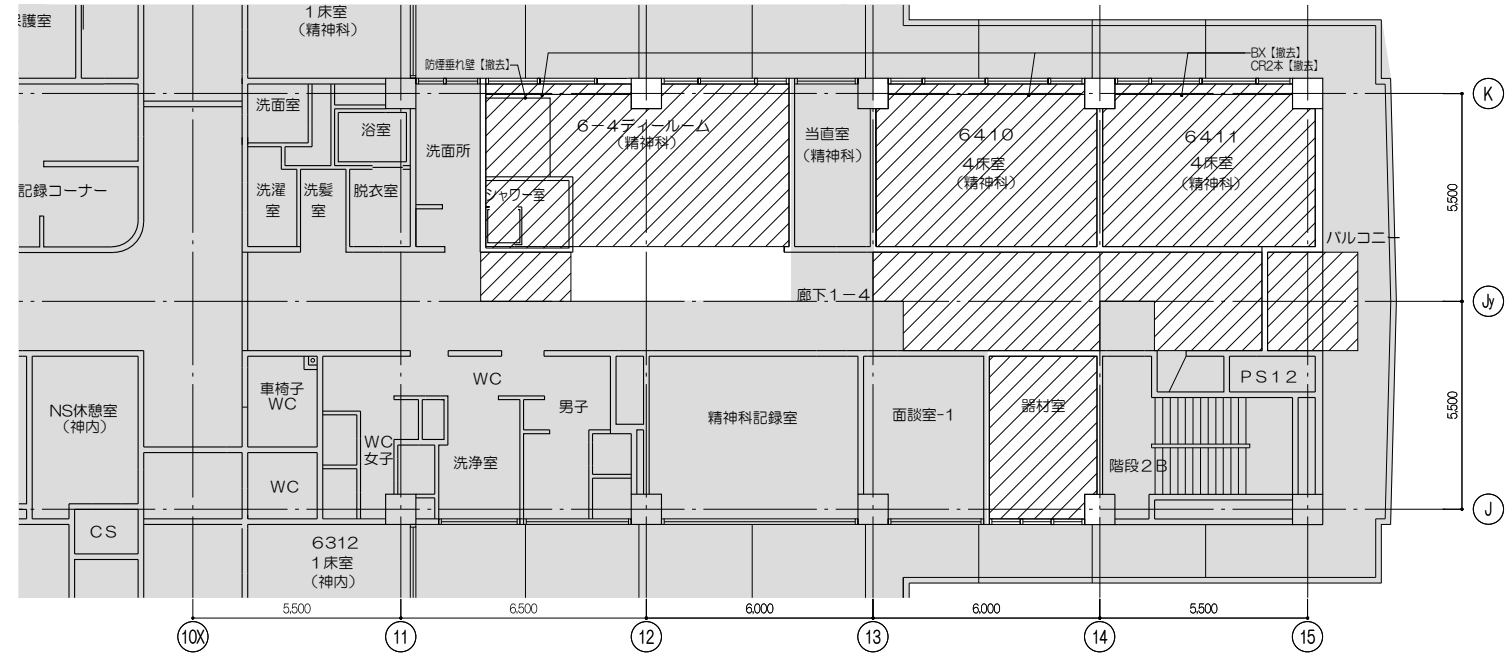 護室
1床室
(精神科)
防煙垂れ壁【撤去】
BX【撤去】
CR2本【撤去】
洗面室
浴室
洗面所
6-4デイールーム
(精神科)
当直室
(精神科)
6410
4床室
(精神科)
6411
4床室
(精神科)
K
記録コーナー
洗濯
室
洗髪
室
脱衣室
シャワー室
5.500
バルコニー
廊下1-4
Jy
NS休憩室
(神内)
車椅子
WC
WC
男子
WC
女子
洗浄室
WC
精神科記録室
面談室-1
器材室
PS12
階段2B
5.500
J
CS
6312
1床室
(神内)
5.500
6.500
6.000
6.000
5.500
10X
11
12
13
14
15